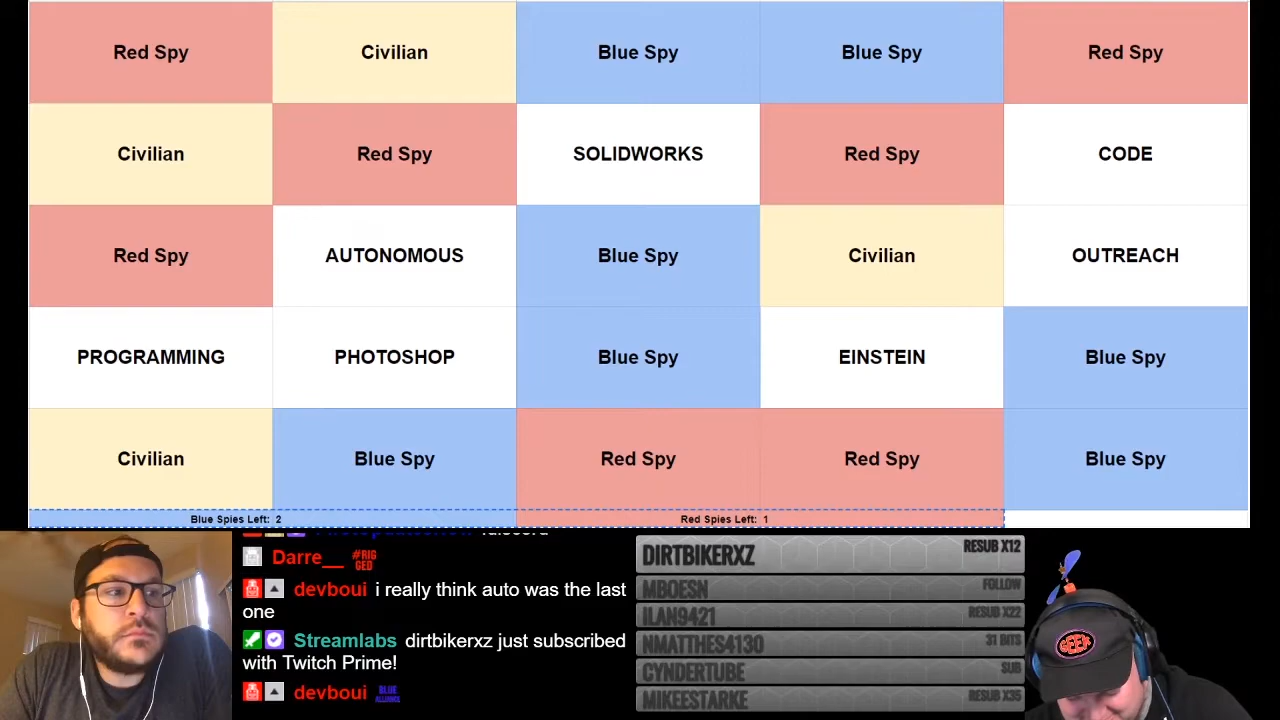 Red Spy Civilian Blue Spy Blue Spy Red Spy
Civilian Red Spy SOLIDWORKS Red Spy CODE
Red Spy AUTONOMOUS Blue Spy Civilian OUTREACH
PROGRAMMING PHOTOSHOP Blue Spy EINSTEIN Blue Spy
Civilian Blue Spy Red Spy Red Spy Blue Spy
Blue Spies Left: 2 Red Spies Left: 1
Darre__ #RIGGED
devboui i really think auto was the last
one
Streamlabs dirtbikerxz just subscribed
with Twitch Prime!
devboui BLUE ALLIANCE
DIRTBIKERXZ RESUB X12
MBOESN FOLLOW
ILAN9421 RESUB X22
NMATTHES4130 31 BITS
CYNDERTUBE SUB
MIKEESTARKE RESUB X35
GEEK